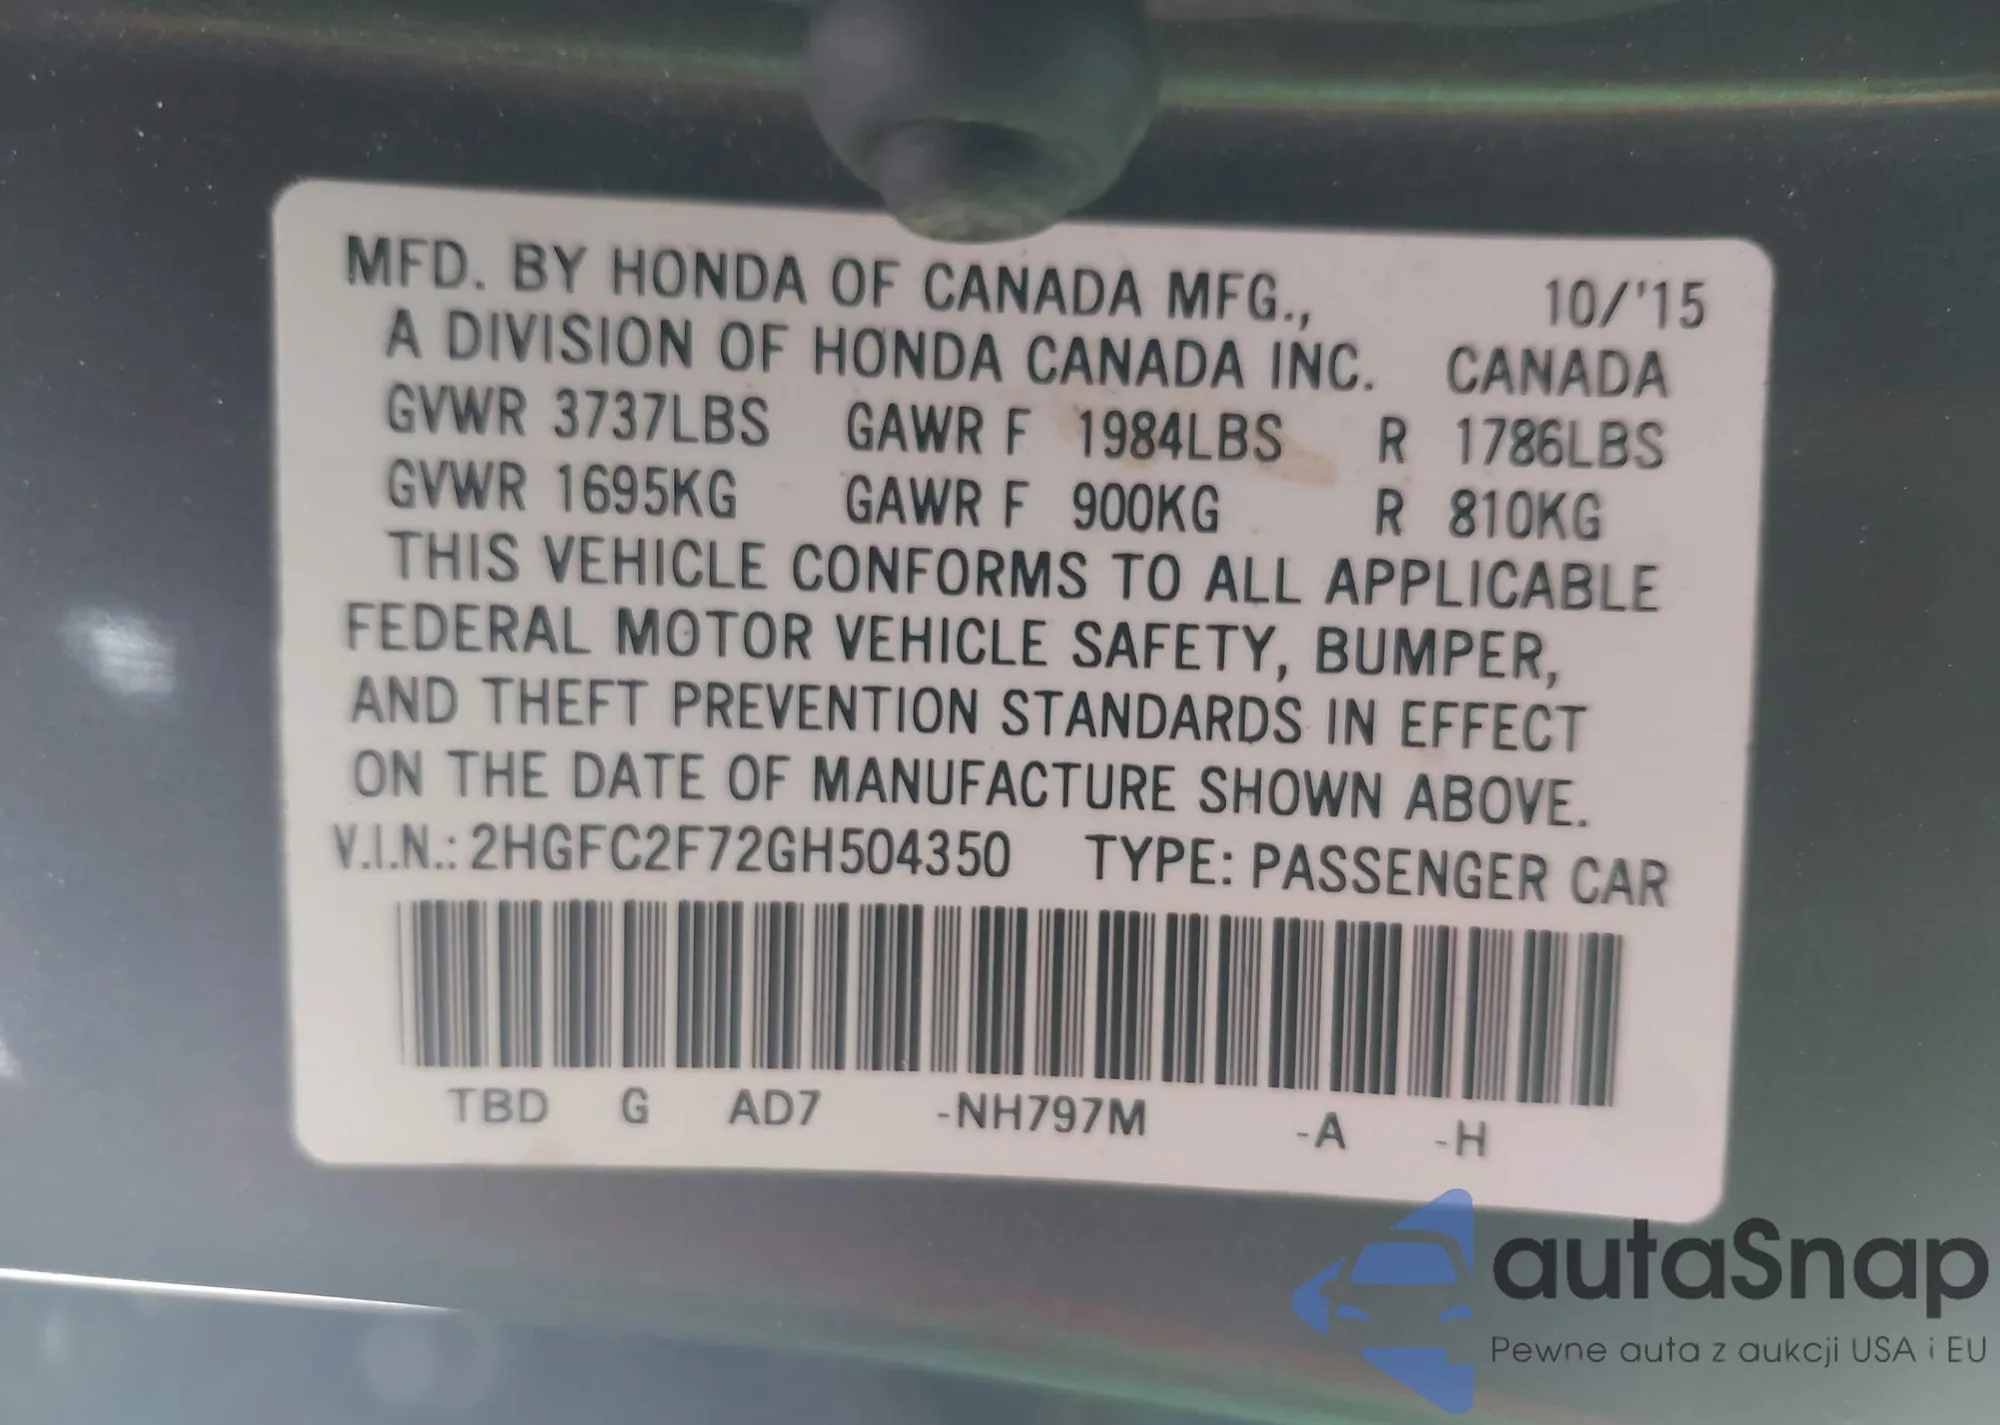 MFD. BY HONDA OF CANADA MFG., 10/'15
A DIVISION OF HONDA CANADA INC. CANADA
GVWR 3737LBS GAWR F 1984LBS R 1786LBS
GVWR 1695KG GAWR F 900KG R 810KG
THIS VEHICLE CONFORMS TO ALL APPLICABLE
FEDERAL MOTOR VEHICLE SAFETY, BUMPER,
AND THEFT PREVENTION STANDARDS IN EFFECT
ON THE DATE OF MANUFACTURE SHOWN ABOVE.
V.I.N.: 2HGFC2F72GH504350 TYPE: PASSENGER CAR
TBD G AD7 -NH797M -A -H
autaSnap
Pewne auta z aukcji USA i EU